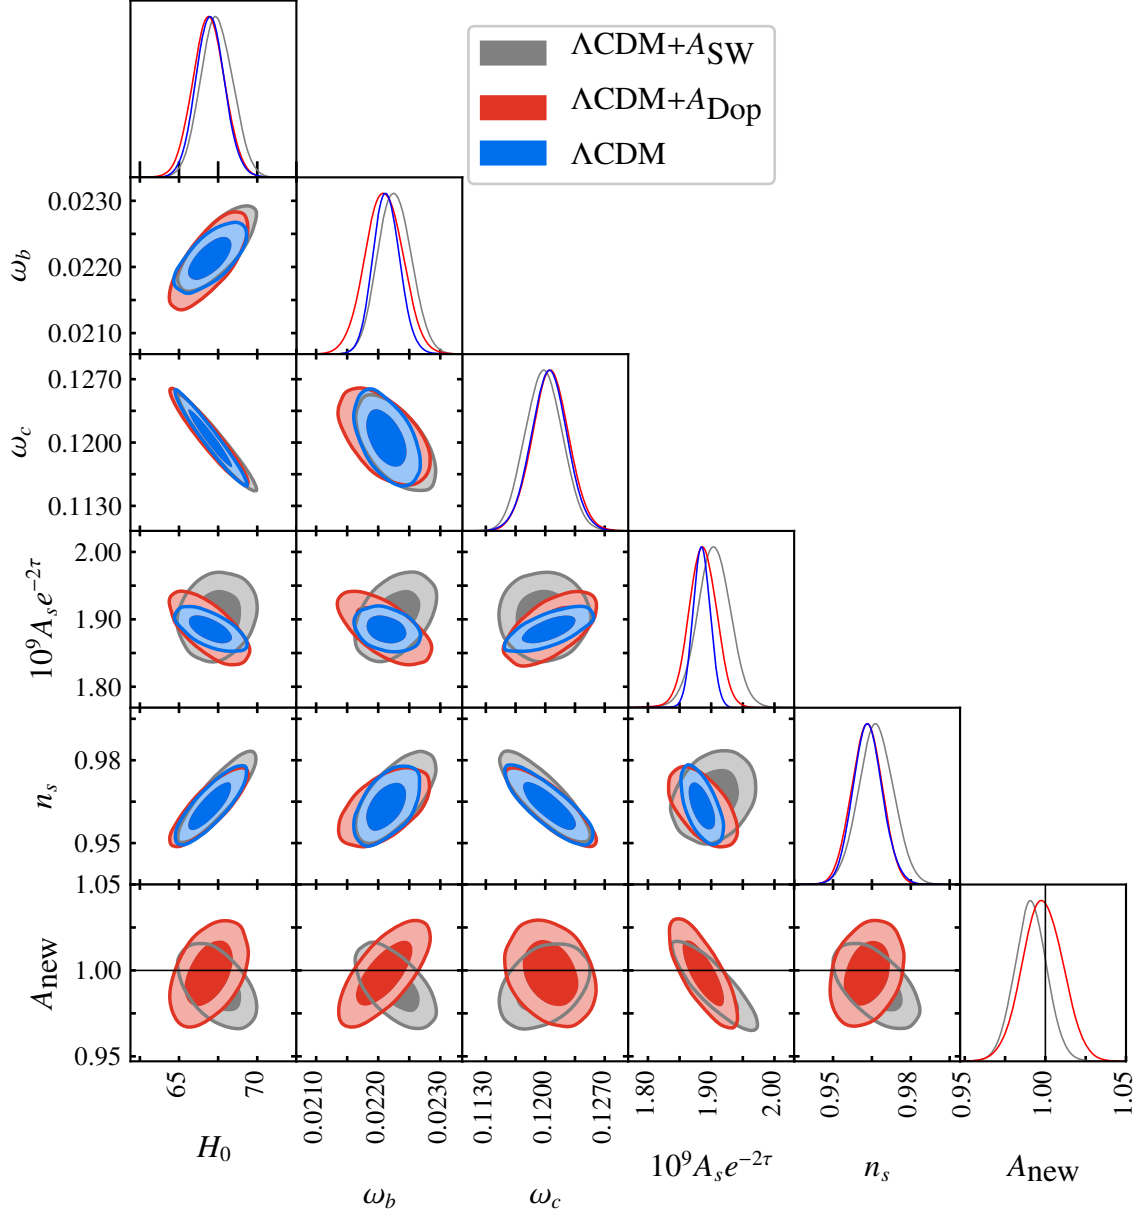 ΛCDM+A_SW
ΛCDM+A_Dop
ΛCDM
0.0230
0.0220
0.0210
ω_b
0.1270
0.1200
0.1130
ω_c
2.00
1.90
1.80
10^9 A_s e^{−2τ}
0.98
0.95
n_s
1.05
1.00
0.95
A_new
65 70
0.0210 0.0220 0.0230
0.1130 0.1200 0.1270
1.80 1.90 2.00
0.95 0.98
0.95 1.00 1.05
H_0
ω_b
ω_c
10^9 A_s e^{−2τ}
n_s
A_new